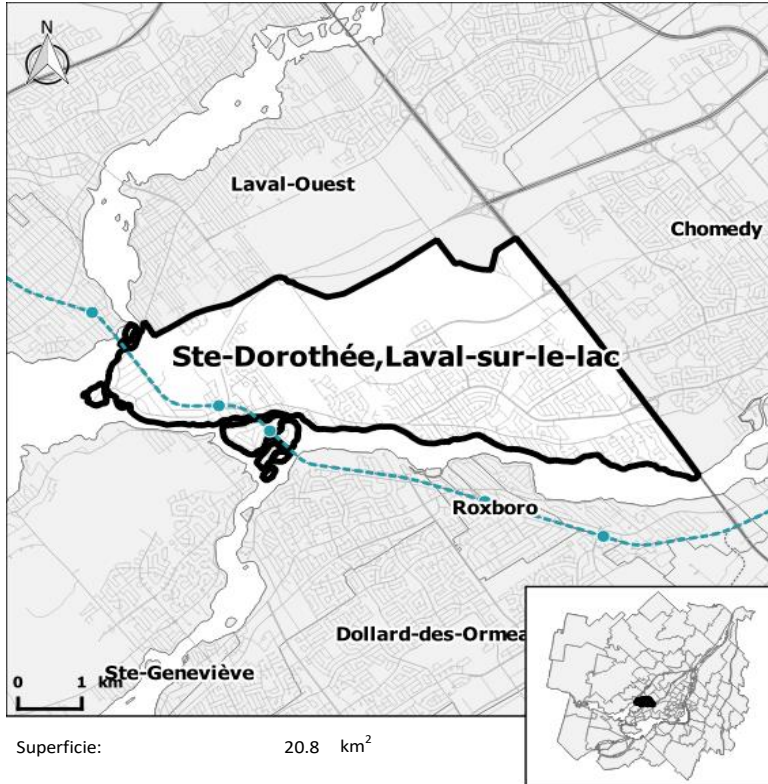 N
Laval-Ouest
Chomedy
Ste-Dorothée,Laval-sur-le-lac
Roxboro
Dollard-des-Ormea
Ste-Geneviève
0 1 km
Superficie: 20.8 km²